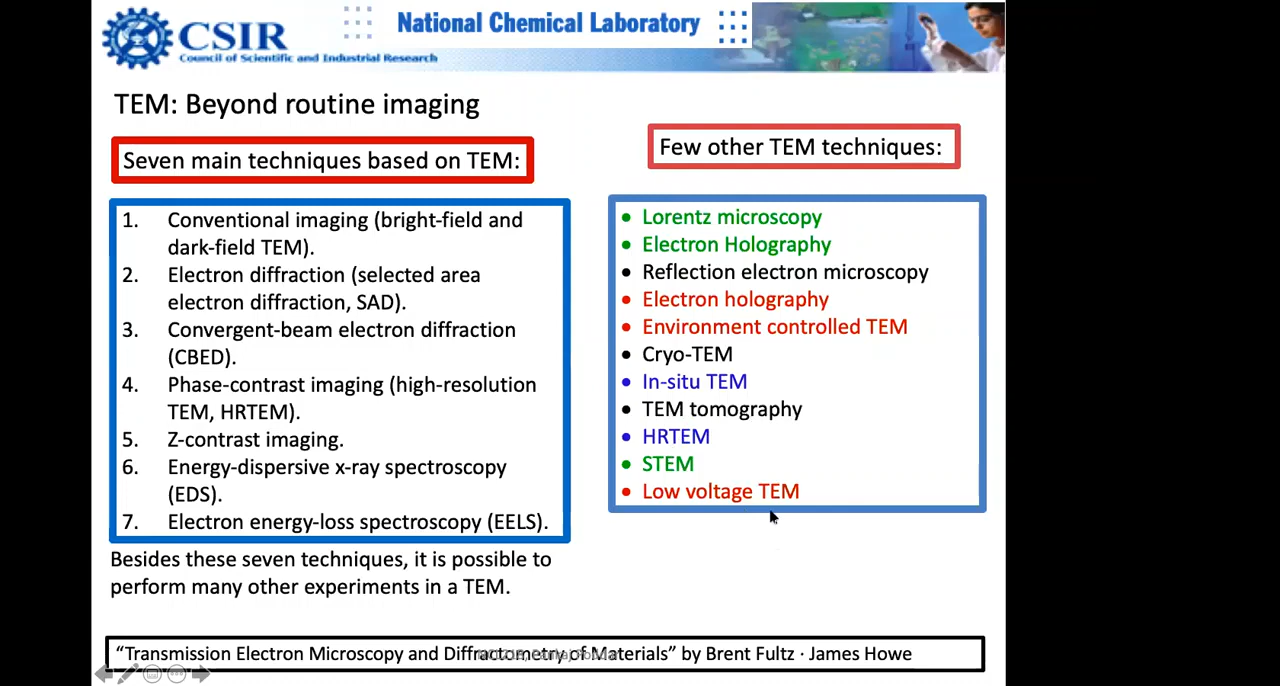 CSIR
Council of Scientific and Industrial Research
National Chemical Laboratory
TEM: Beyond routine imaging
Seven main techniques based on TEM:
1. Conventional imaging (bright-field and
dark-field TEM).
2. Electron diffraction (selected area
electron diffraction, SAD).
3. Convergent-beam electron diffraction
(CBED).
4. Phase-contrast imaging (high-resolution
TEM, HRTEM).
5. Z-contrast imaging.
6. Energy-dispersive x-ray spectroscopy
(EDS).
7. Electron energy-loss spectroscopy (EELS).
Besides these seven techniques, it is possible to
perform many other experiments in a TEM.
Few other TEM techniques:
• Lorentz microscopy
• Electron Holography
• Reflection electron microscopy
• Electron holography
• Environment controlled TEM
• Cryo-TEM
• In-situ TEM
• TEM tomography
• HRTEM
• STEM
• Low voltage TEM
“Transmission Electron Microscopy and Diffractometry of Materials” by Brent Fultz · James Howe